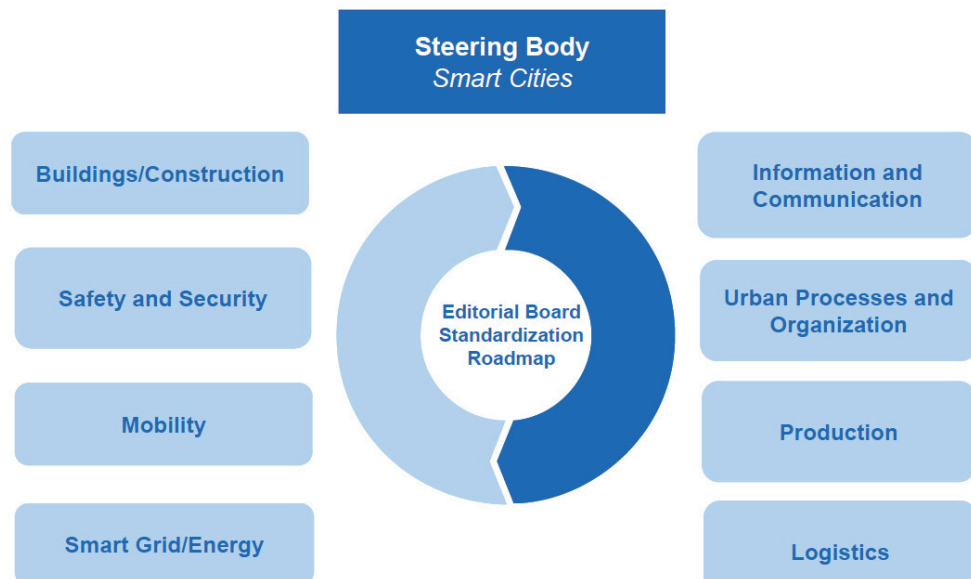 Steering Body
Smart Cities
Buildings/Construction
Safety and Security
Mobility
Smart Grid/Energy
Editorial Board
Standardization
Roadmap
Information and
Communication
Urban Processes and
Organization
Production
Logistics